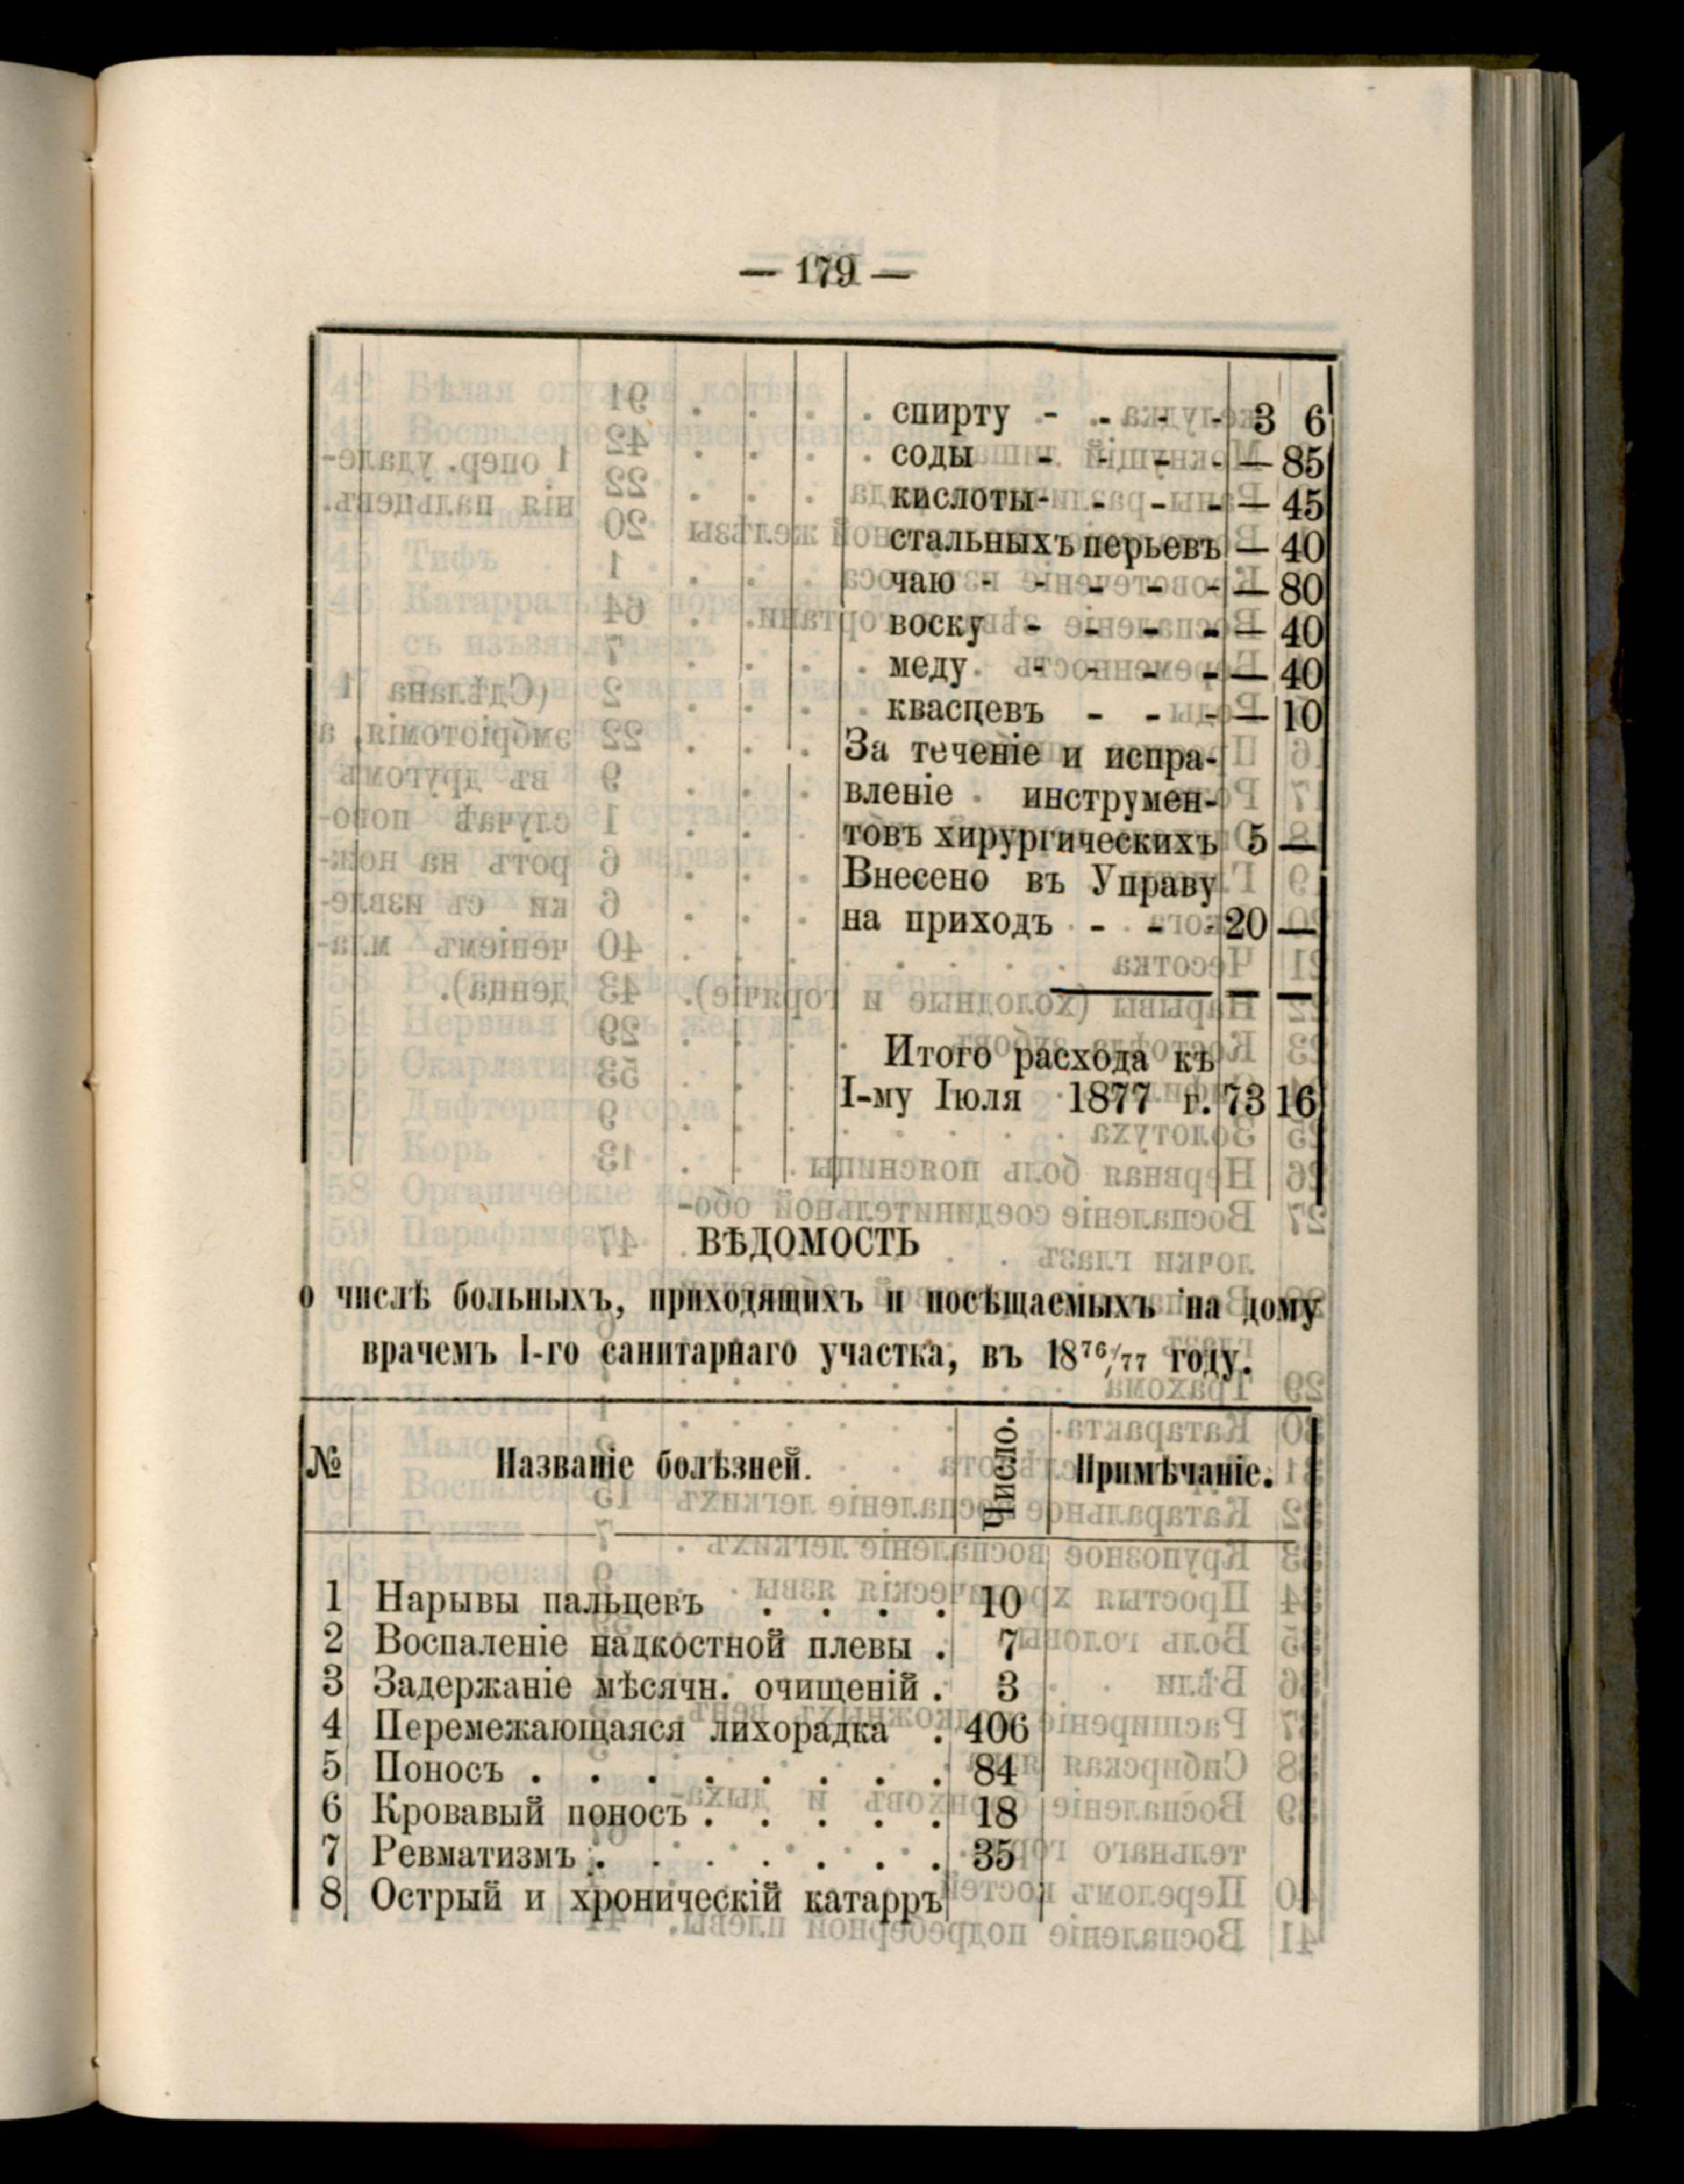 — 179 —
спирту - - - - 3 6
соды - - - - — 85
кислоты - - - - — 45
стальныхъ перьевъ — 40
чаю - - - - - — 80
воску - - - - — 40
меду - - - - — 40
квасцевъ - - - — 10
За теченіе и испра-
вленіе инструмен-
товъ хирургическихъ 5 —
Внесено въ Управу
на приходъ - - - 20 —
Итого расхода къ
I-му Іюля 1877 г. 73 16
ВѢДОМОСТЬ
о числѣ больныхъ, приходящихъ и посѣщаемыхъ на дому
врачемъ 1-го санитарнаго участка, въ 1876/77 году.
№ Названіе болѣзней. Число. Примѣчаніе.
1 Нарывы пальцевъ . . . . 10
2 Воспаленіе надкостной плевы . 7
3 Задержаніе мѣсячн. очищеній . 3
4 Перемежающаяся лихорадка . 406
5 Поносъ . . . . . . . . 84
6 Кровавый поносъ . . . . . 18
7 Ревматизмъ . . . . . . . 35
8 Острый и хроническій катарръ